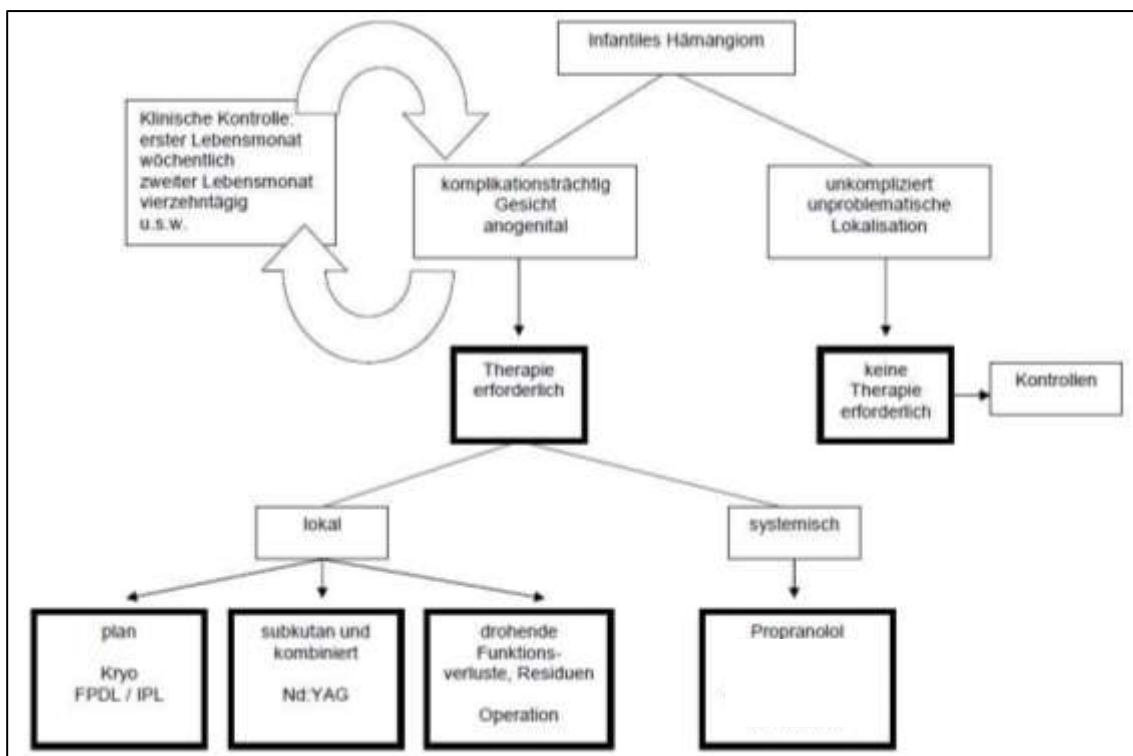 Infantiles Hämangiom
Klinische Kontrolle:
erster Lebensmonat
wöchentlich
zweiter Lebensmonat
vierzehntägig
u.s.w.
komplikationsträchtig
Gesicht
anogenital
unkompliziert
unproblematische
Lokalisation
Therapie
erforderlich
keine
Therapie
erforderlich
Kontrollen
lokal
systemisch
plan
Kryo
FPDL / IPL
subkutan und
kombiniert
Nd:YAG
drohende
Funktions-
verluste, Residuen
Operation
Propranolol